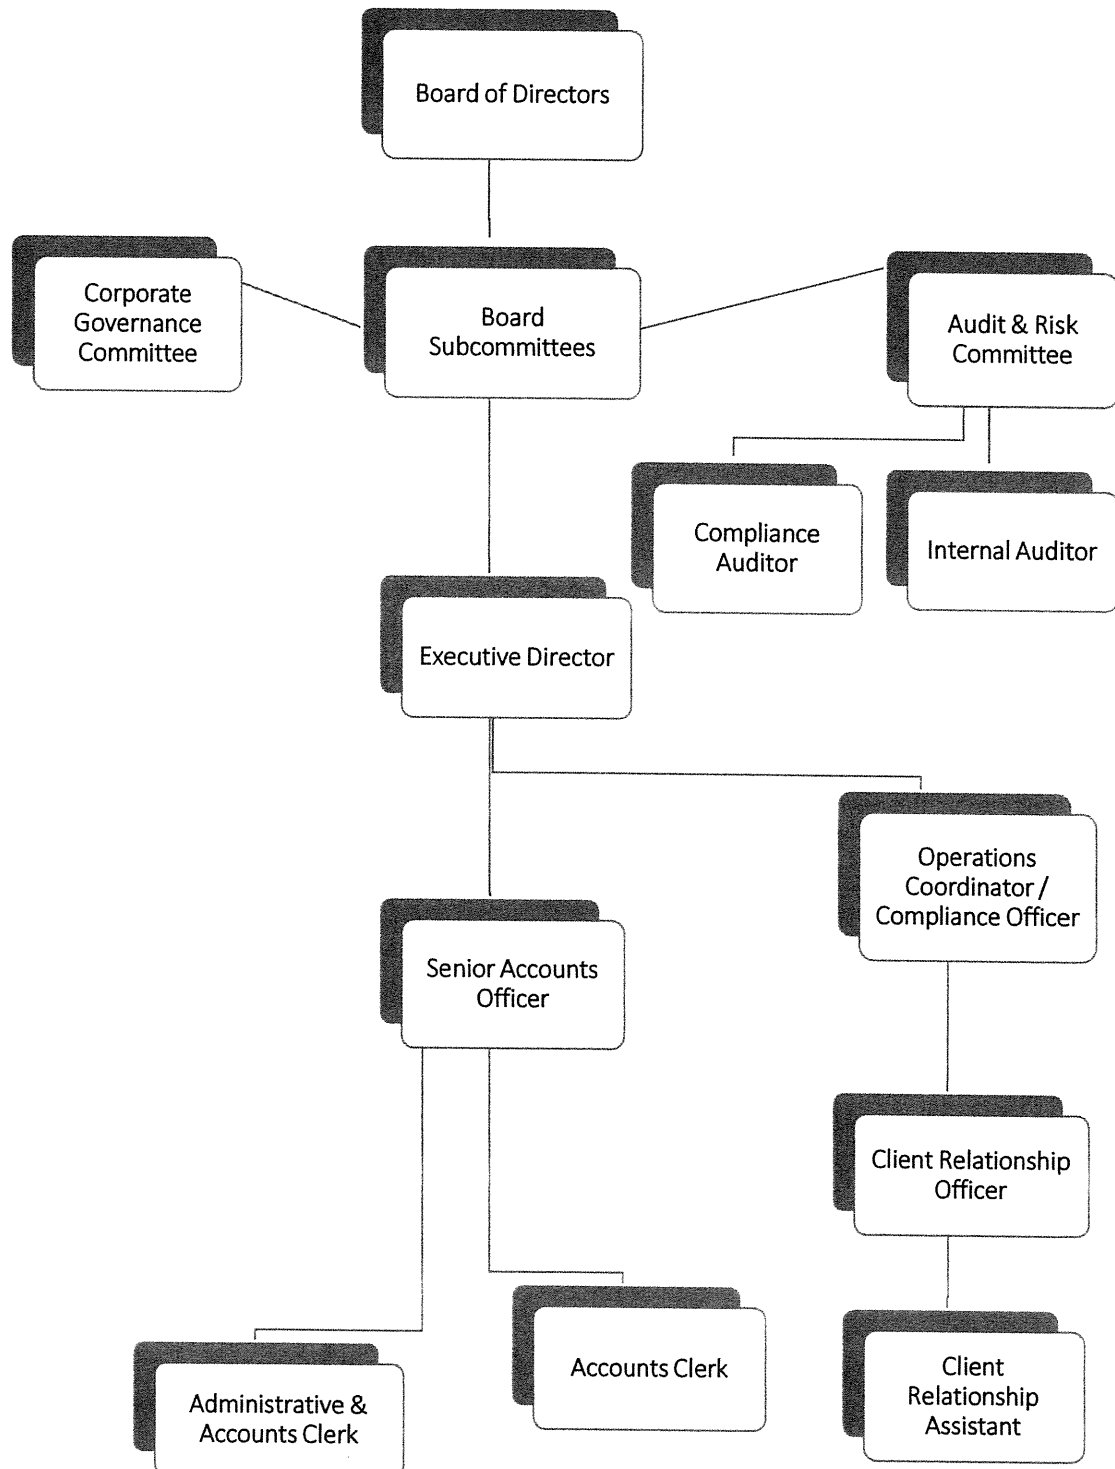 Board of Directors
Corporate
Governance
Committee
Board
Subcommittees
Audit & Risk
Committee
Compliance
Auditor
Internal Auditor
Executive Director
Operations
Coordinator /
Compliance Officer
Senior Accounts
Officer
Client Relationship
Officer
Administrative &
Accounts Clerk
Accounts Clerk
Client
Relationship
Assistant